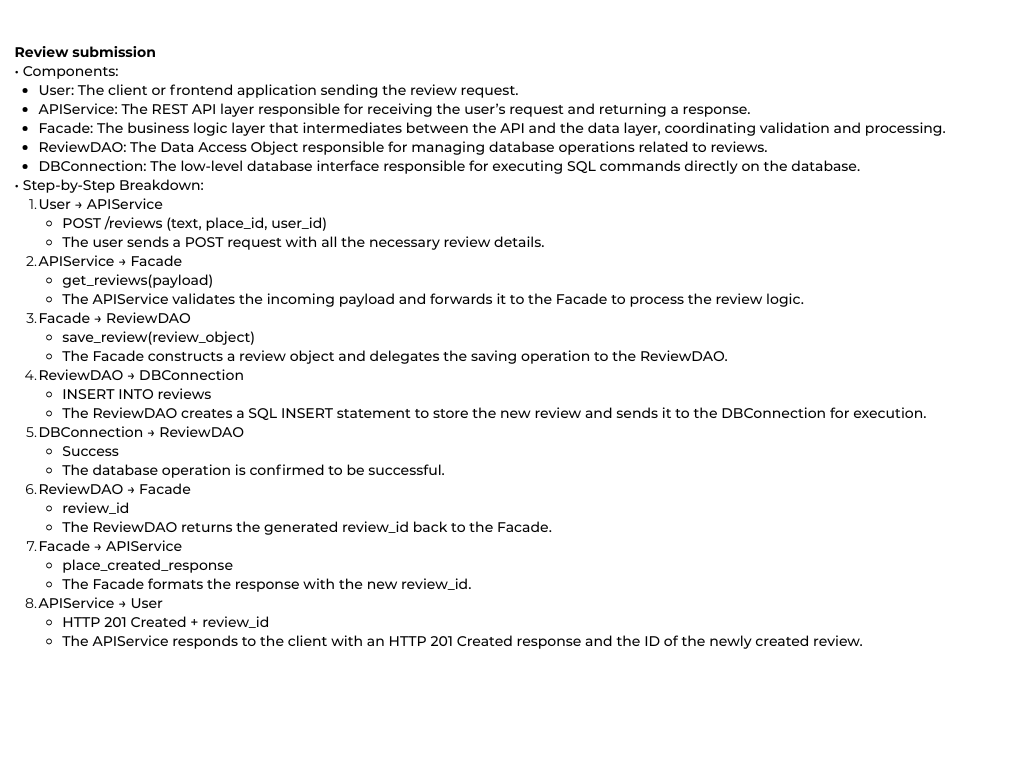 Review submission
• Components:
• User: The client or frontend application sending the review request.
• APIService: The REST API layer responsible for receiving the user’s request and returning a response.
• Facade: The business logic layer that intermediates between the API and the data layer, coordinating validation and processing.
• ReviewDAO: The Data Access Object responsible for managing database operations related to reviews.
• DBConnection: The low-level database interface responsible for executing SQL commands directly on the database.
• Step-by-Step Breakdown:
1. User → APIService
◦ POST /reviews (text, place_id, user_id)
◦ The user sends a POST request with all the necessary review details.
2. APIService → Facade
◦ get_reviews(payload)
◦ The APIService validates the incoming payload and forwards it to the Facade to process the review logic.
3. Facade → ReviewDAO
◦ save_review(review_object)
◦ The Facade constructs a review object and delegates the saving operation to the ReviewDAO.
4. ReviewDAO → DBConnection
◦ INSERT INTO reviews
◦ The ReviewDAO creates a SQL INSERT statement to store the new review and sends it to the DBConnection for execution.
5. DBConnection → ReviewDAO
◦ Success
◦ The database operation is confirmed to be successful.
6. ReviewDAO → Facade
◦ review_id
◦ The ReviewDAO returns the generated review_id back to the Facade.
7. Facade → APIService
◦ place_created_response
◦ The Facade formats the response with the new review_id.
8. APIService → User
◦ HTTP 201 Created + review_id
◦ The APIService responds to the client with an HTTP 201 Created response and the ID of the newly created review.